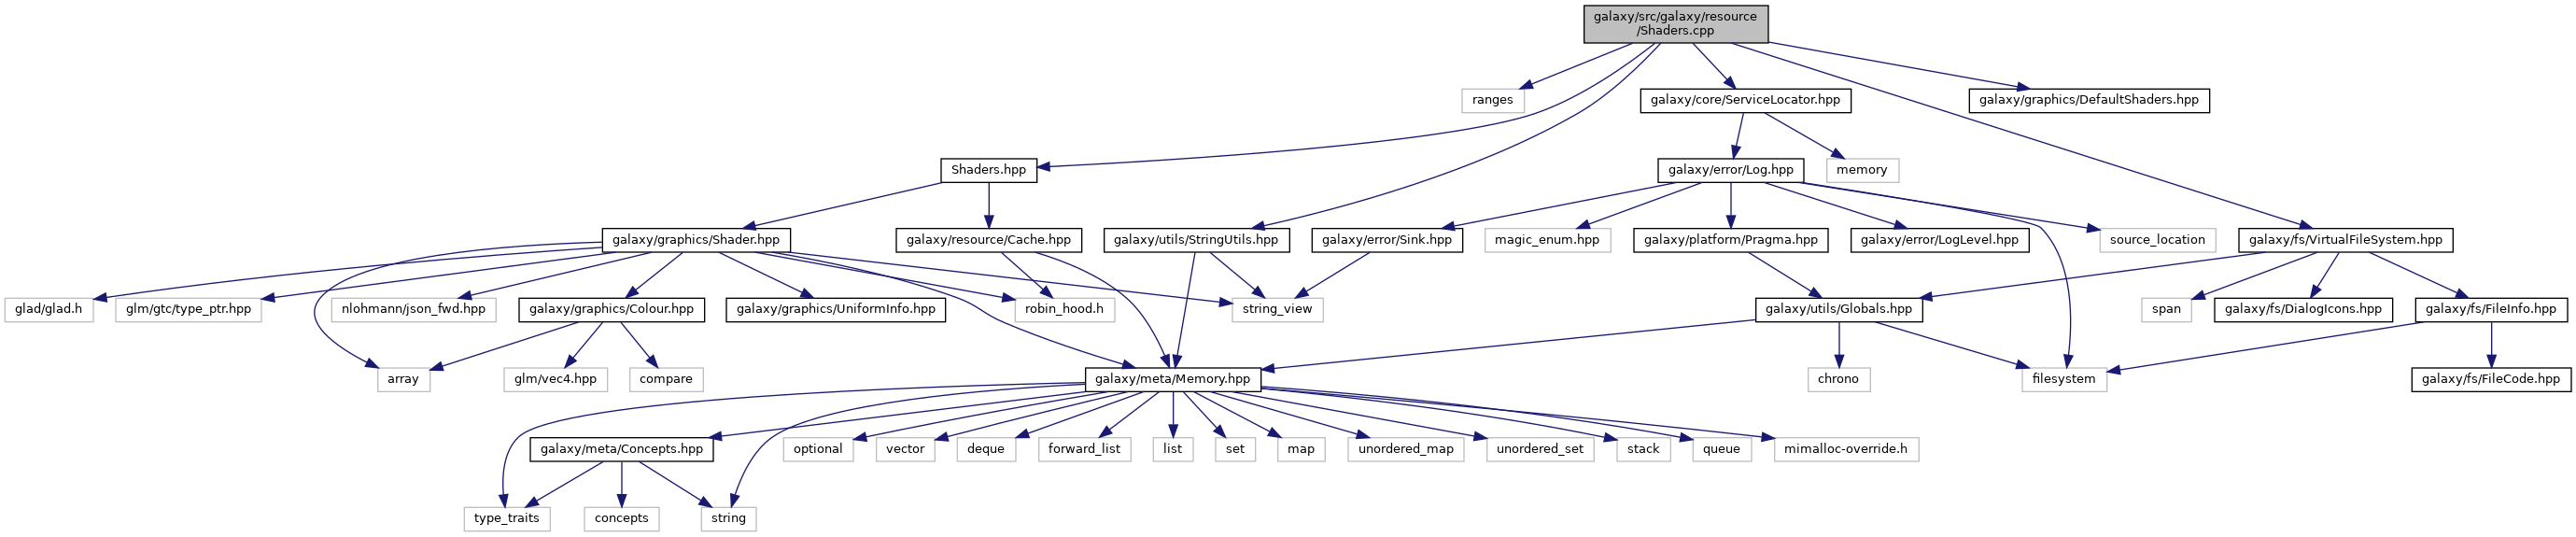 galaxy/src/galaxy/resource
/Shaders.cpp
ranges
galaxy/core/ServiceLocator.hpp
galaxy/graphics/DefaultShaders.hpp
Shaders.hpp
galaxy/error/Log.hpp
memory
galaxy/graphics/Shader.hpp
galaxy/resource/Cache.hpp
galaxy/utils/StringUtils.hpp
galaxy/error/Sink.hpp
magic_enum.hpp
galaxy/platform/Pragma.hpp
galaxy/error/LogLevel.hpp
source_location
galaxy/fs/VirtualFileSystem.hpp
glad/glad.h
glm/gtc/type_ptr.hpp
nlohmann/json_fwd.hpp
galaxy/graphics/Colour.hpp
galaxy/graphics/UniformInfo.hpp
robin_hood.h
string_view
galaxy/utils/Globals.hpp
span
galaxy/fs/DialogIcons.hpp
galaxy/fs/FileInfo.hpp
array
glm/vec4.hpp
compare
galaxy/meta/Memory.hpp
chrono
filesystem
galaxy/fs/FileCode.hpp
galaxy/meta/Concepts.hpp
optional
vector
deque
forward_list
list
set
map
unordered_map
unordered_set
stack
queue
mimalloc-override.h
type_traits
concepts
string